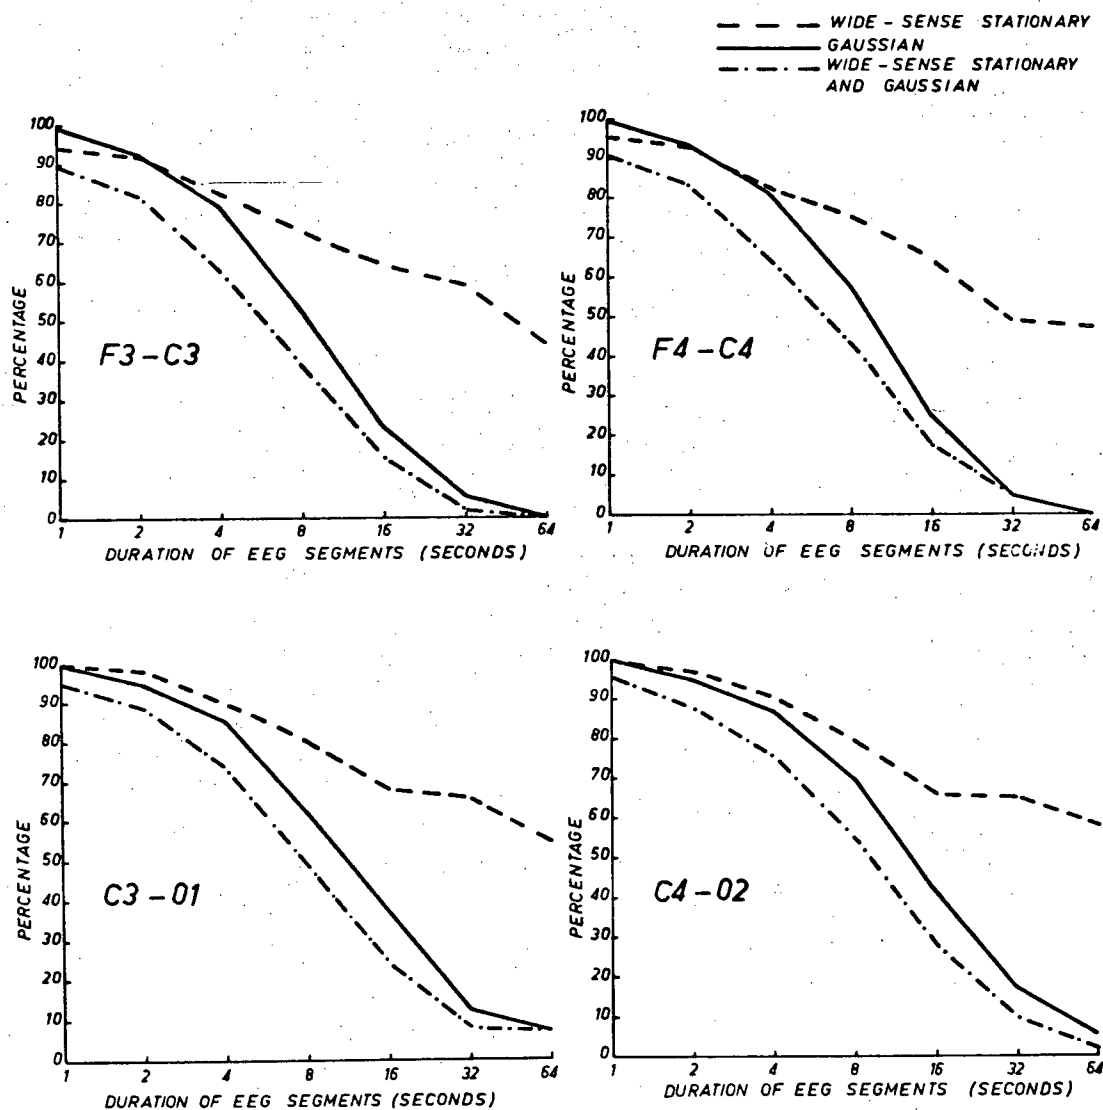 WIDE-SENSE STATIONARY
GAUSSIAN
WIDE-SENSE STATIONARY
AND GAUSSIAN
100
90
80
70
60
50
40
30
20
10
0
PERCENTAGE
F3-C3
1 2 4 8 16 32 64
DURATION OF EEG SEGMENTS (SECONDS)
100
90
80
70
60
50
40
30
20
10
0
PERCENTAGE
F4-C4
1 2 4 8 16 32 64
DURATION OF EEG SEGMENTS (SECONDS)
100
90
80
70
60
50
40
30
20
10
0
PERCENTAGE
C3-01
1 2 4 8 16 32 64
DURATION OF EEG SEGMENTS (SECONDS)
100
90
80
70
60
50
40
30
20
10
0
PERCENTAGE
C4-02
1 2 4 8 16 32 64
DURATION OF EEG SEGMENTS (SECONDS)